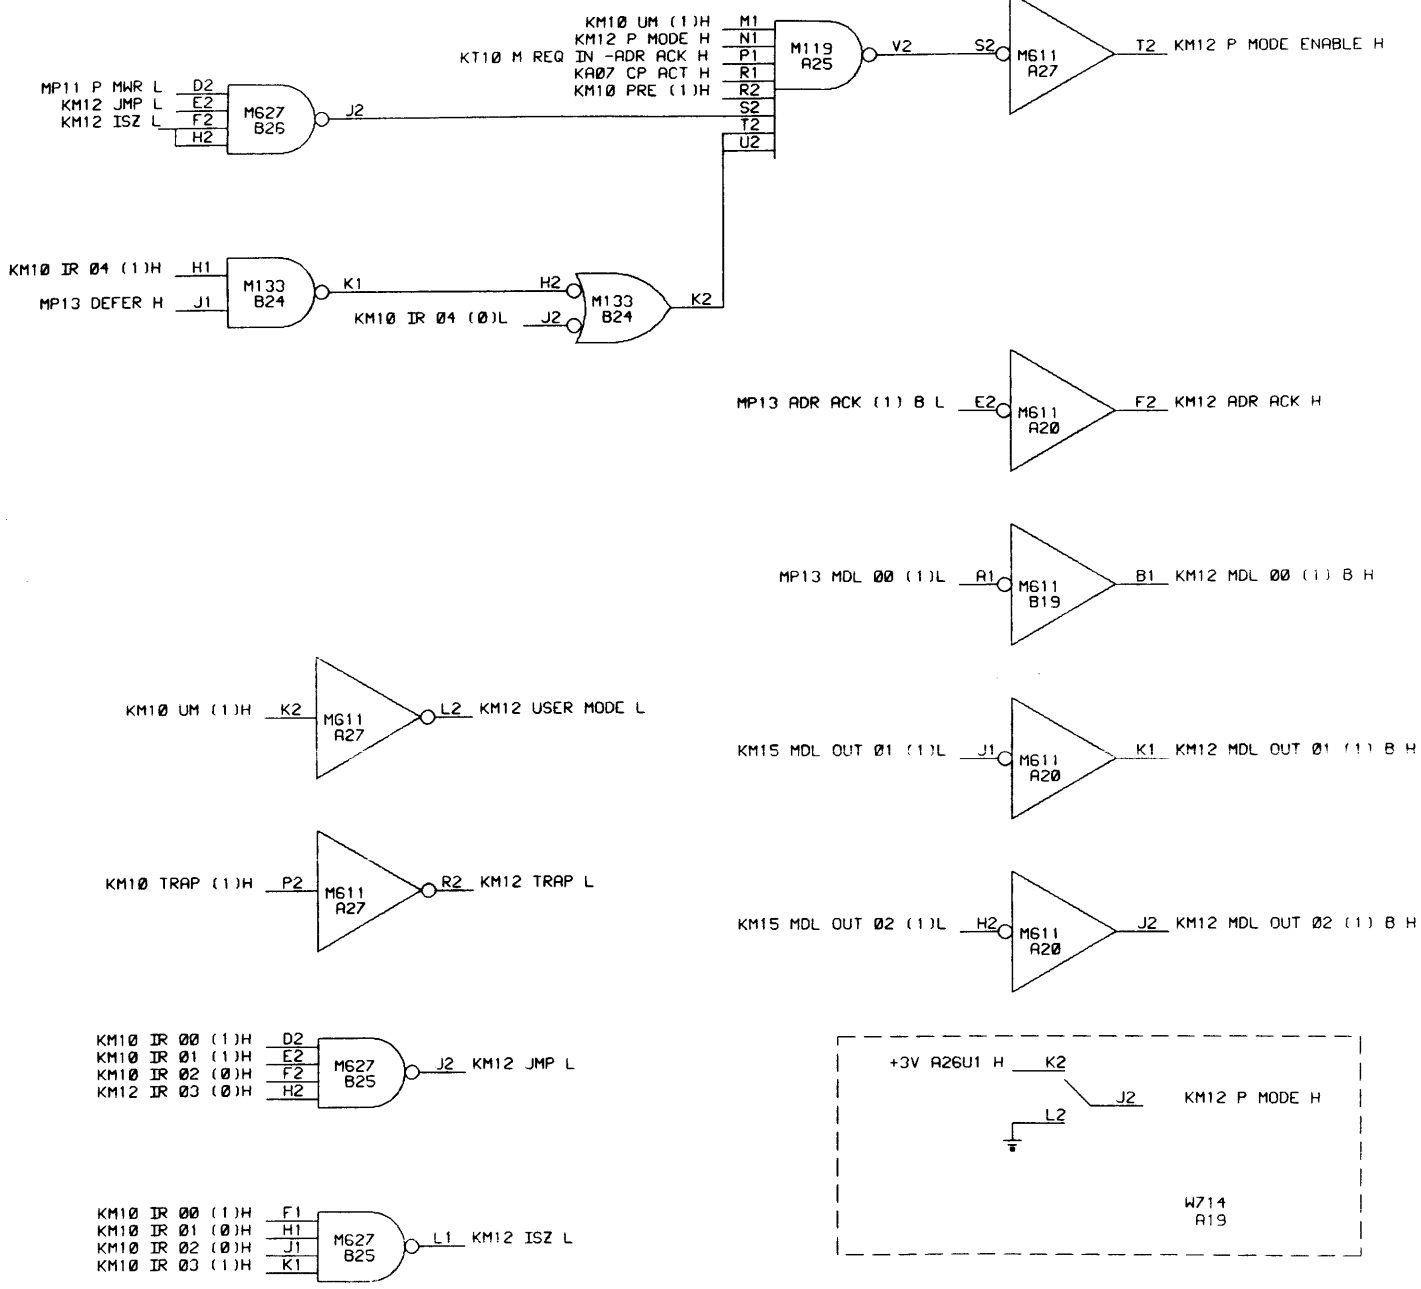 KM10 UM (1)H M1
KM12 P MODE H N1
KT10 M REQ IN -ADR ACK H P1
KA07 CP ACT H R1
KM10 PRE (1)H R2
S2
T2
U2
M119
A25
V2
S2
M611
A27
T2 KM12 P MODE ENABLE H
MP11 P MWR L D2
KM12 JMP L E2
KM12 ISZ L F2
H2
M627
B26
J2
KM10 IR 04 (1)H H1
MP13 DEFER H J1
M133
B24
K1
H2
KM10 IR 04 (0)L J2
M133
B24
K2
MP13 ADR ACK (1) B L E2
M611
A20
F2 KM12 ADR ACK H
MP13 MDL 00 (1)L A1
M611
B19
B1 KM12 MDL 00 (1) B H
KM10 UM (1)H K2
M611
A27
L2 KM12 USER MODE L
KM15 MDL OUT 01 (1)L J1
M611
A20
K1 KM12 MDL OUT 01 (1) B H
KM10 TRAP (1)H P2
M611
A27
R2 KM12 TRAP L
KM15 MDL OUT 02 (1)L H2
M611
A20
J2 KM12 MDL OUT 02 (1) B H
KM10 IR 00 (1)H D2
KM10 IR 01 (1)H E2
KM10 IR 02 (0)H F2
KM12 IR 03 (0)H H2
M627
B25
J2 KM12 JMP L
+3V A26U1 H K2
J2 KM12 P MODE H
L2
W714
A19
KM10 IR 00 (1)H F1
KM10 IR 01 (0)H H1
KM10 IR 02 (0)H J1
KM10 IR 03 (1)H K1
M627
B25
L1 KM12 ISZ L